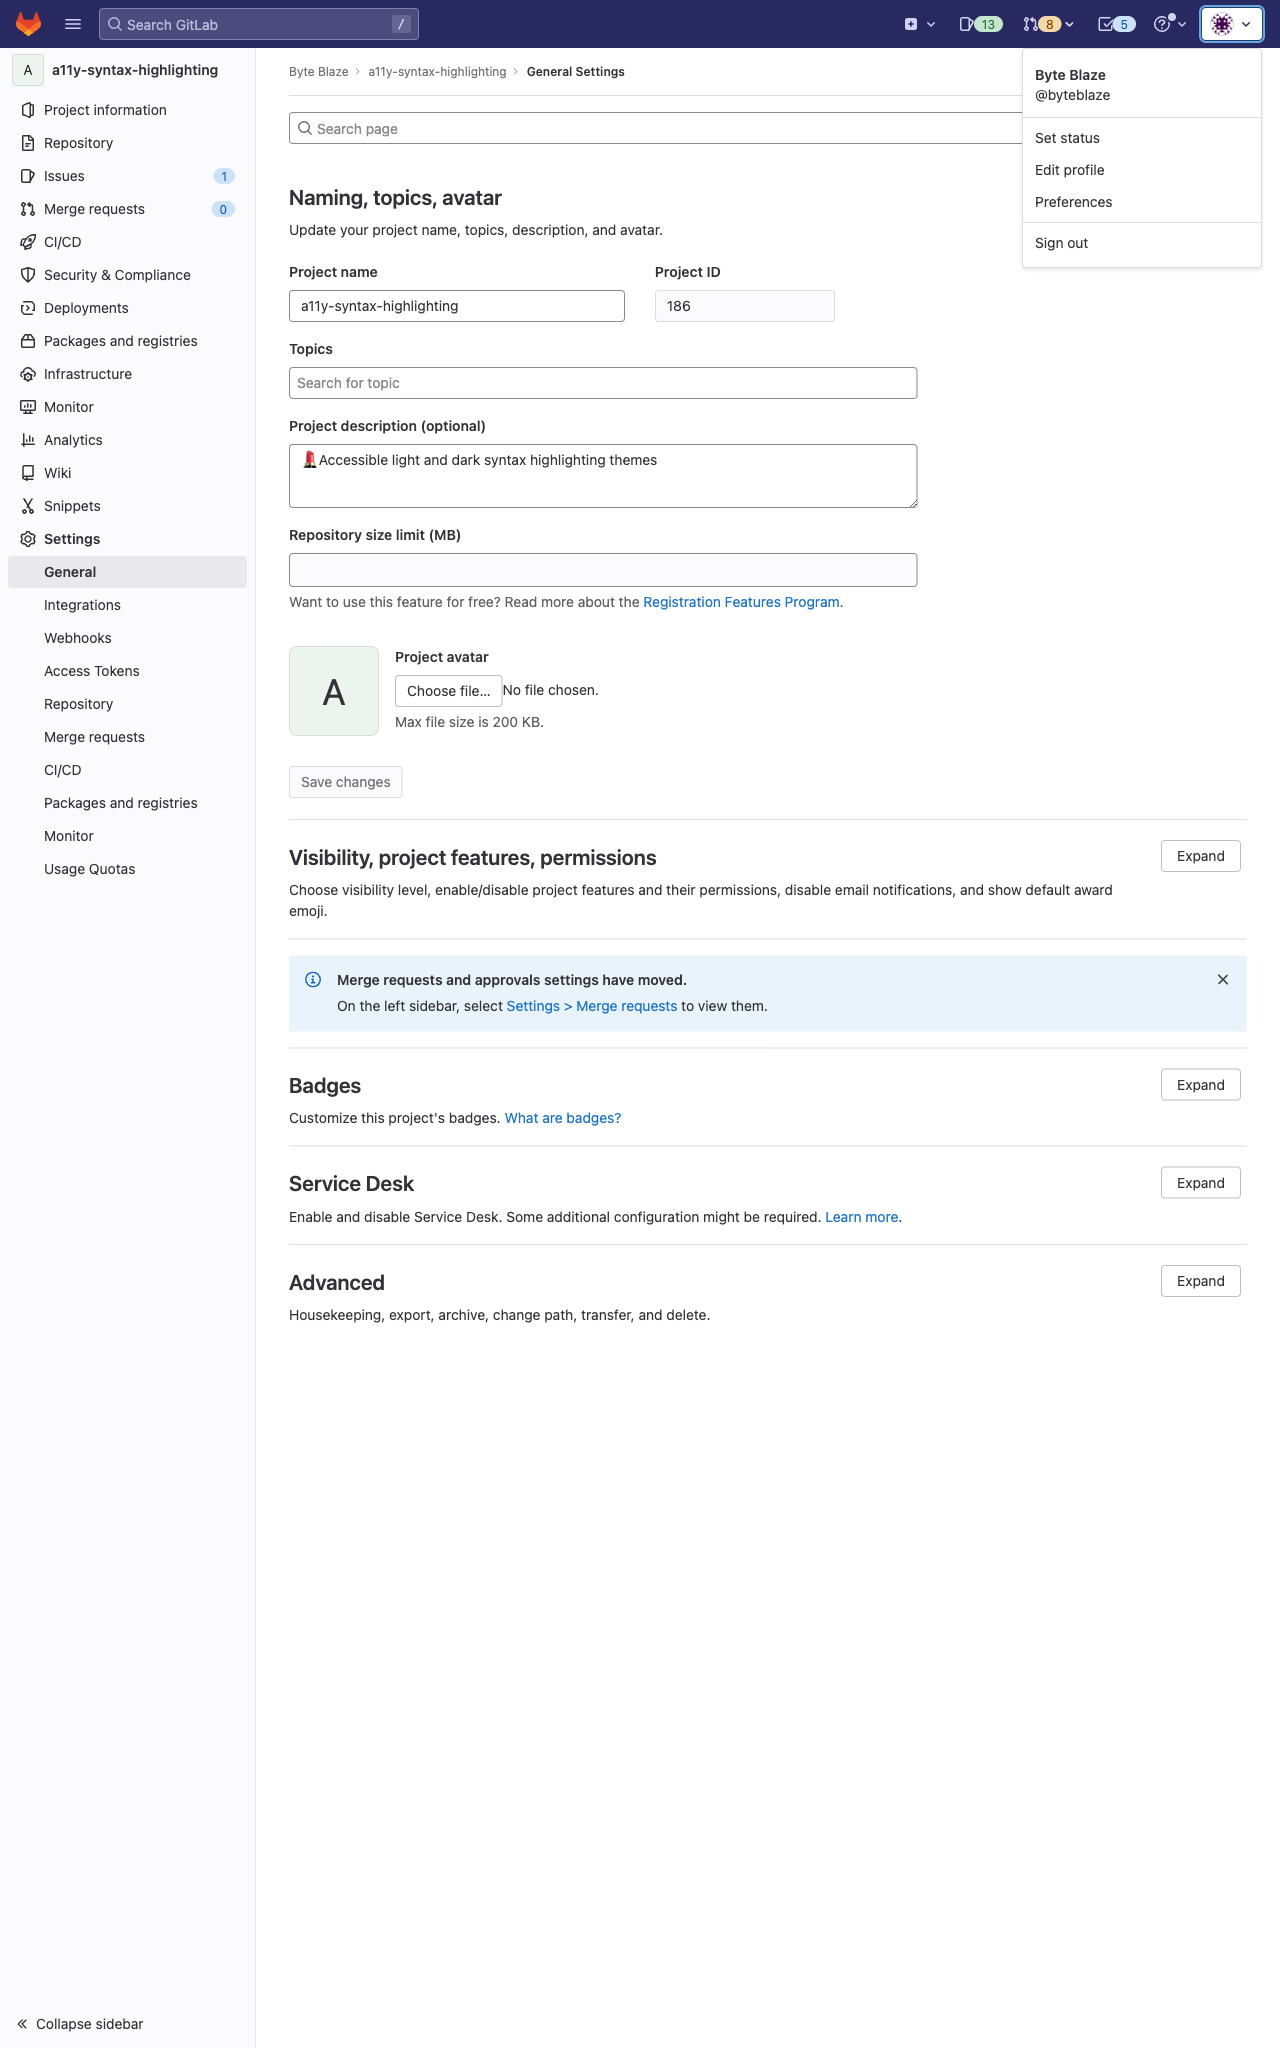 Search GitLab
/
13
8
5
A
a11y-syntax-highlighting
Project information
Repository
Issues
1
Merge requests
0
CI/CD
Security & Compliance
Deployments
Packages and registries
Infrastructure
Monitor
Analytics
Wiki
Snippets
Settings
General
Integrations
Webhooks
Access Tokens
Repository
Merge requests
CI/CD
Packages and registries
Monitor
Usage Quotas
Collapse sidebar
Byte Blaze
a11y-syntax-highlighting
General Settings
Byte Blaze
@byteblaze
Set status
Edit profile
Preferences
Sign out
Search page
Naming, topics, avatar
Update your project name, topics, description, and avatar.
Project name
Project ID
a11y-syntax-highlighting
186
Topics
Search for topic
Project description (optional)
💄Accessible light and dark syntax highlighting themes
Repository size limit (MB)
Want to use this feature for free? Read more about the Registration Features Program.
A
Project avatar
Choose file... No file chosen.
Max file size is 200 KB.
Save changes
Visibility, project features, permissions
Expand
Choose visibility level, enable/disable project features and their permissions, disable email notifications, and show default award
emoji.
Merge requests and approvals settings have moved.
On the left sidebar, select Settings > Merge requests to view them.
Badges
Expand
Customize this project's badges. What are badges?
Service Desk
Expand
Enable and disable Service Desk. Some additional configuration might be required. Learn more.
Advanced
Expand
Housekeeping, export, archive, change path, transfer, and delete.